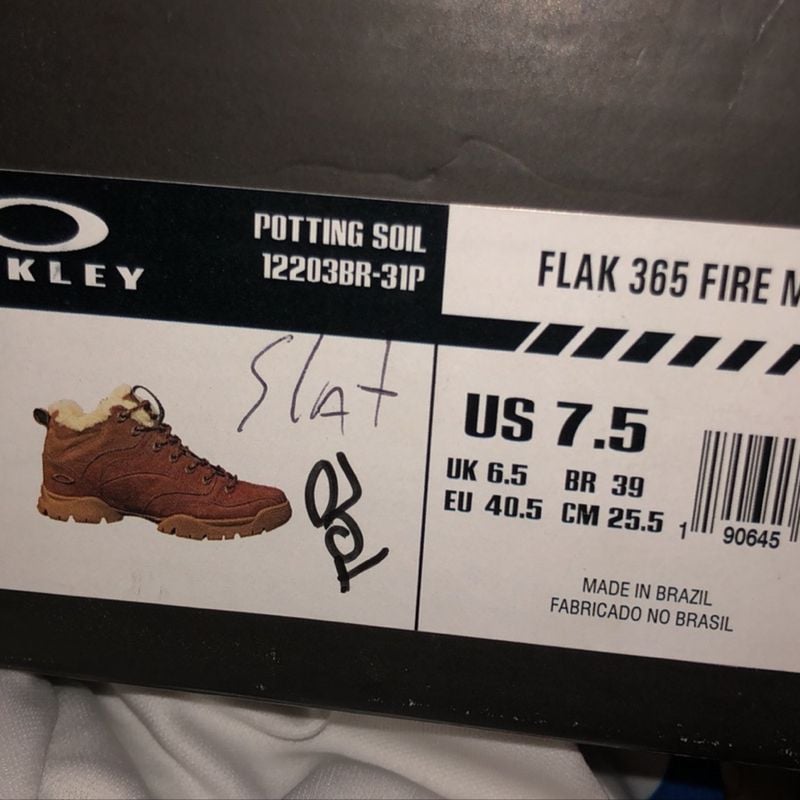 KLEY
POTTING SOIL
12203BR-31P
FLAK 365 FIRE M
Slat
US 7.5
UK 6.5 BR 39
EU 40.5 CM 25.5
1 90645
MADE IN BRAZIL
FABRICADO NO BRASIL